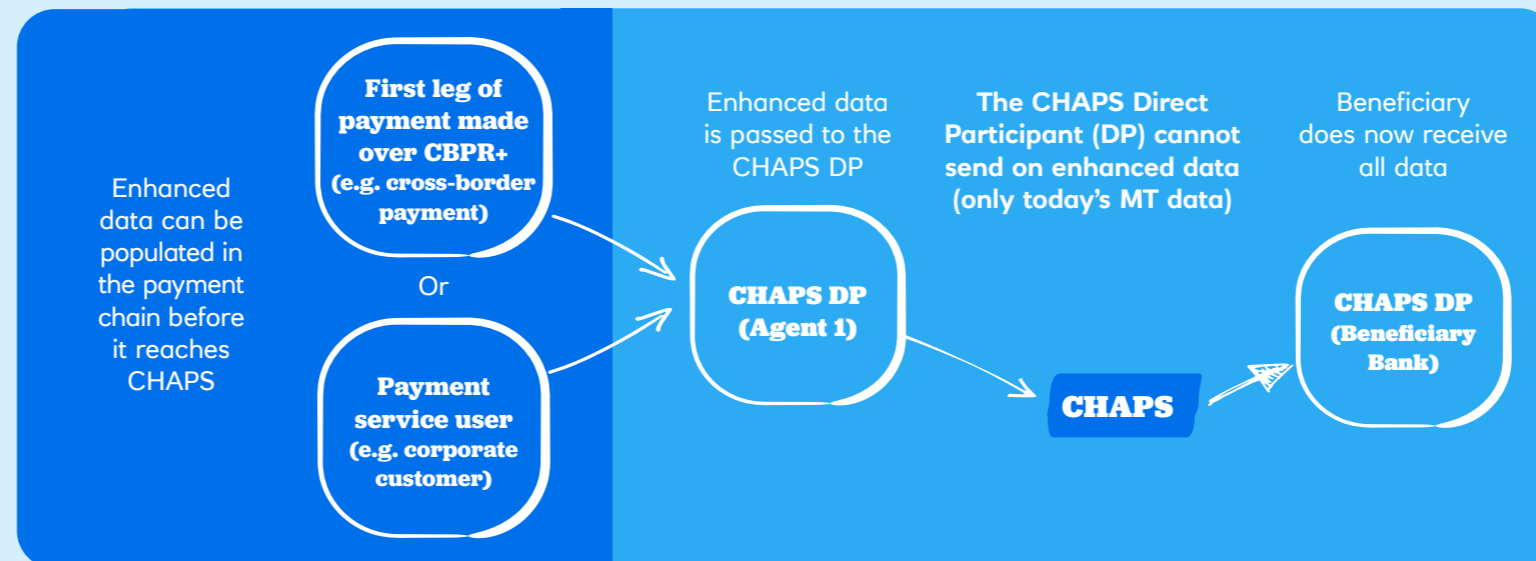 Enhanced
data can be
populated in
the payment
chain before
it reaches
CHAPS
First leg of
payment made
over CBPR+
(e.g. cross-border
payment)
Or
Payment
service user
(e.g. corporate
customer)
Enhanced data
is passed to the
CHAPS DP
CHAPS DP
(Agent 1)
The CHAPS Direct
Participant (DP) cannot
send on enhanced data
(only today's MT data)
CHAPS
Beneficiary
does now receive
all data
CHAPS DP
(Beneficiary
Bank)